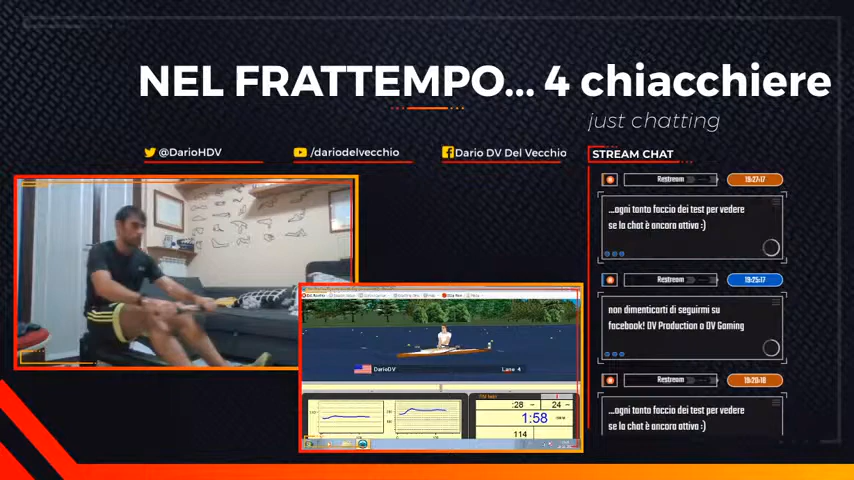 NEL FRATTEMPO... 4 chiacchiere
just chatting
@DarioHDV
/dariodelvecchio
Dario DV Del Vecchio
STREAM CHAT
Restream
19:27:17
...ogni tanto faccio dei test per vedere
se la chat è ancora attiva :)
Restream
19:25:17
non dimenticarti di seguirmi su
facebook! DV Production o DV Gaming
Restream
19:20:18
...ogni tanto faccio dei test per vedere
se la chat è ancora attiva :)
DarioDV
Lane 4
:28
24
1:58
114